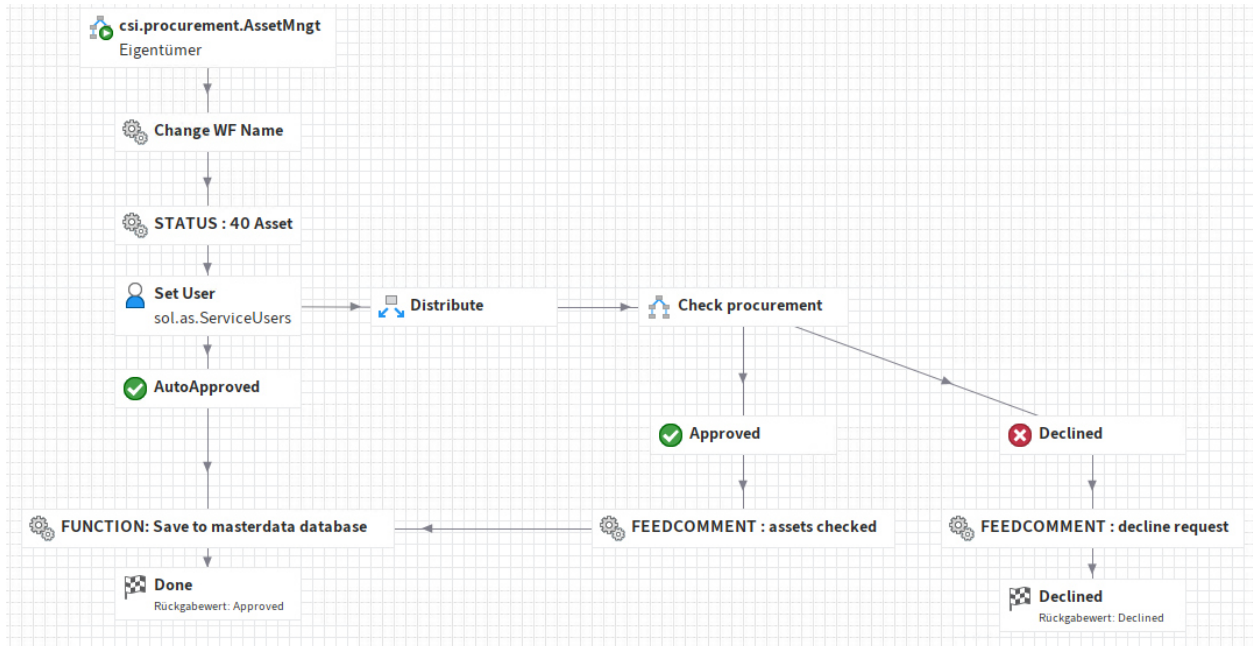 csi.procurement.AssetMngt
Eigentümer
Change WF Name
STATUS : 40 Asset
Set User
sol.as.ServiceUsers
Distribute
Check procurement
AutoApproved
Approved
Declined
FUNCTION: Save to masterdata database
FEEDCOMMENT : assets checked
FEEDCOMMENT : decline request
Done
Rückgabewert: Approved
Declined
Rückgabewert: Declined